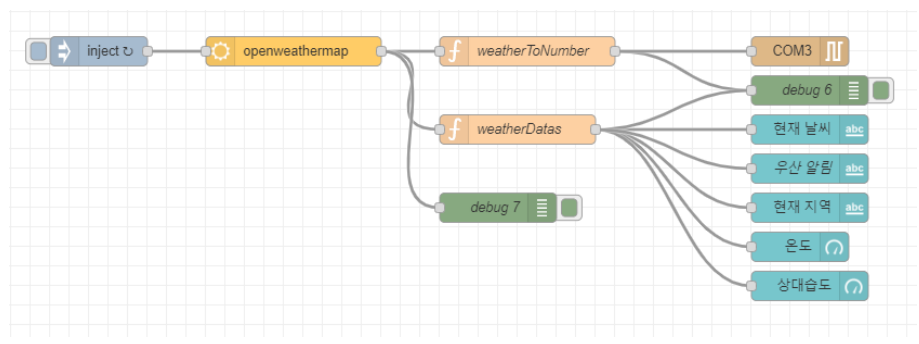 inject ↻
openweathermap
weatherToNumber
COM3
debug 6
weatherDatas
현재 날씨 abc
우산 알림 abc
debug 7
현재 지역 abc
온도
상대습도